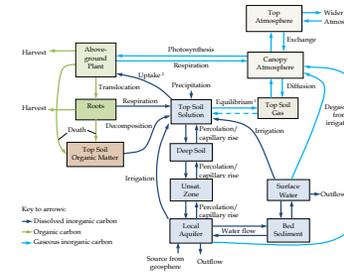 Top
Atmosphere
Wider
Atmos
Exchange
Harvest
Above-
ground
Plant
Photosynthesis
Respiration
Canopy
Atmosphere
Uptake
Translocation
Precipitation
Diffusion
Harvest
Roots
Respiration
Top Soil
Solution
Equilibrium
Top Soil
Gas
Degas
from
irrigat
Death
Decomposition
Percolation/
capillary rise
Irrigation
Top Soil
Organic Matter
Deep Soil
Percolation/
capillary rise
Irrigation
Unsat.
Zone
Surface
Water
Outflow
Percolation/
capillary rise
Key to arrows:
Dissolved inorganic carbon
Organic carbon
Gaseous inorganic carbon
Local
Aquifer
Water flow
Bed
Sediment
Source from
geosphere
Outflow